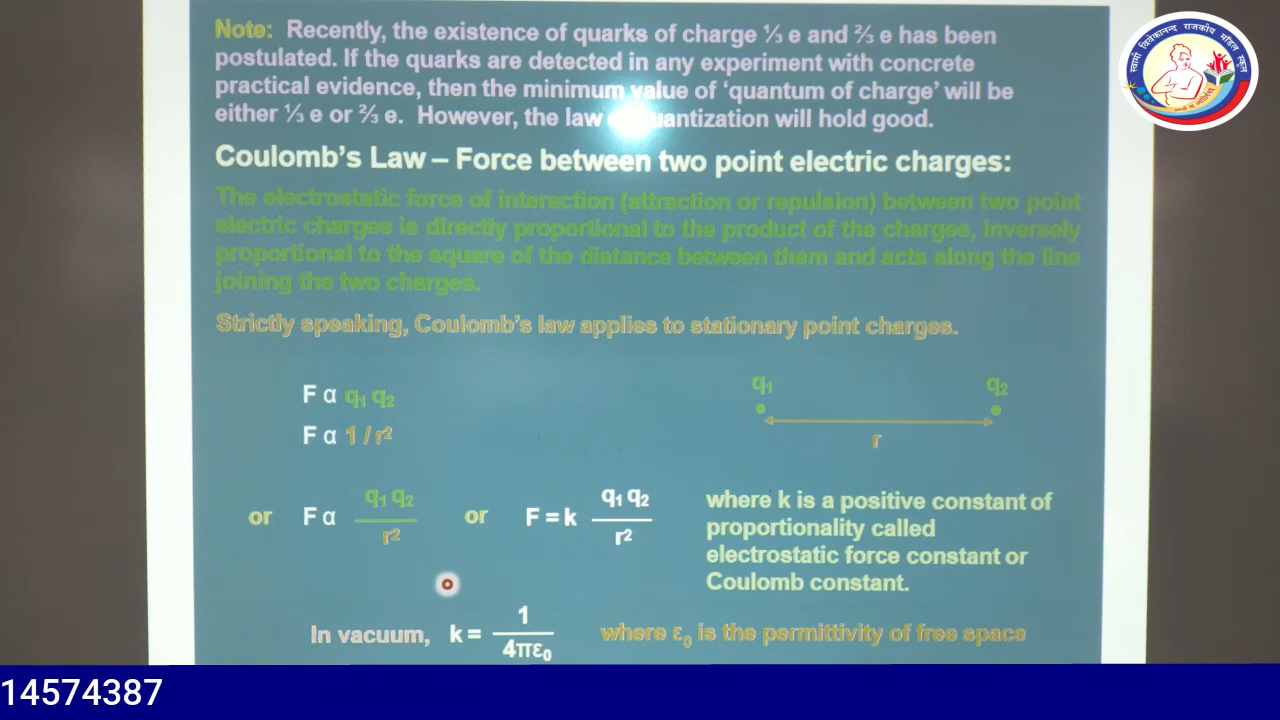 Note: Recently, the existence of quarks of charge ⅓ e and ⅔ e has been
postulated. If the quarks are detected in any experiment with concrete
practical evidence, then the minimum value of ‘quantum of charge’ will be
either ⅓ e or ⅔ e. However, the law quantization will hold good.
Coulomb’s Law – Force between two point electric charges:
The electrostatic force of interaction (attraction or repulsion) between two point
electric charges is directly proportional to the product of the charges, inversely
proportional to the square of the distance between them and acts along the line
joining the two charges.
Strictly speaking, Coulomb’s law applies to stationary point charges.
F α q₁ q₂
F α 1 / r²
q₁ q₂
r
or F α q₁ q₂ / r² or F = k q₁ q₂ / r²
where k is a positive constant of
proportionality called
electrostatic force constant or
Coulomb constant.
In vacuum, k = 1 / 4πε₀ where ε₀ is the permittivity of free space
स्वामी विवेकानन्द राजकीय मॉडल स्कूल
14574387